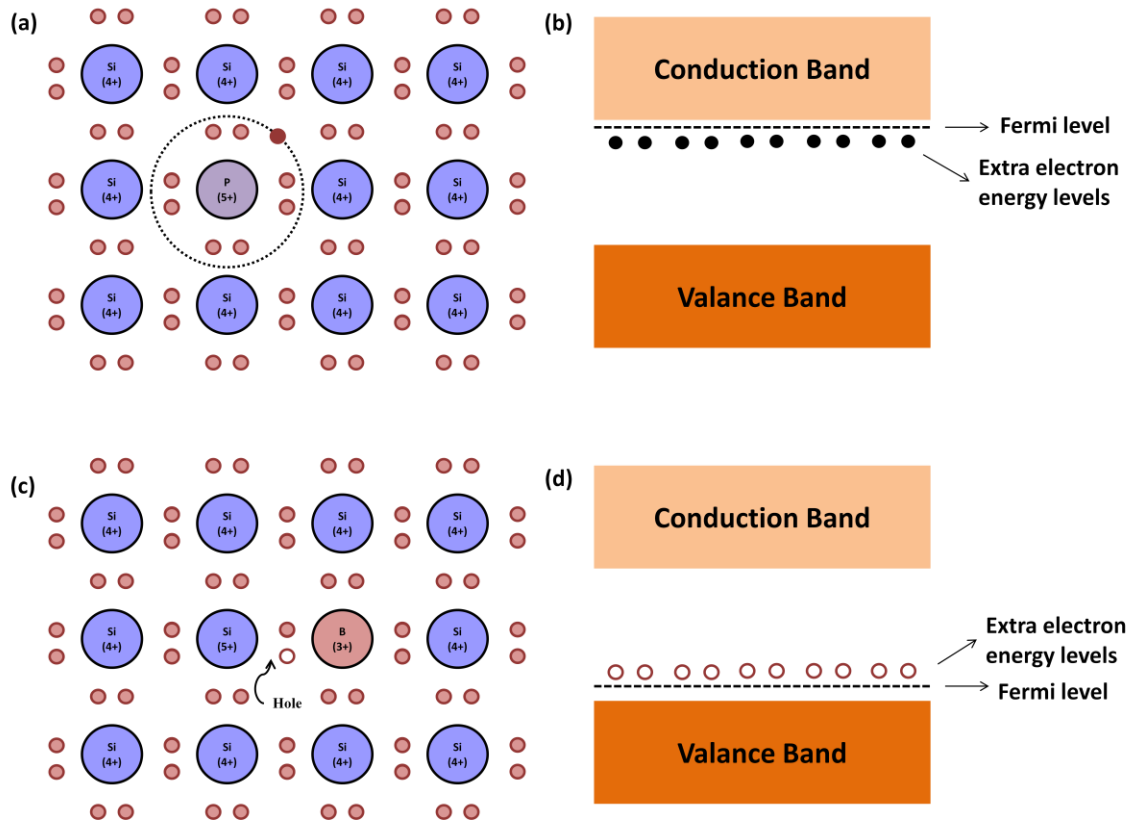 (a)
Si
(4+)
Si
(4+)
Si
(4+)
Si
(4+)
Si
(4+)
P
(5+)
Si
(4+)
Si
(4+)
Si
(4+)
Si
(4+)
Si
(4+)
Si
(4+)
(b)
Conduction Band
Fermi level
Extra electron
energy levels
Valance Band
(c)
Si
(4+)
Si
(4+)
Si
(4+)
Si
(4+)
Si
(4+)
Si
(5+)
B
(3+)
Si
(4+)
Hole
Si
(4+)
Si
(4+)
Si
(4+)
Si
(4+)
(d)
Conduction Band
Extra electron
energy levels
Fermi level
Valance Band